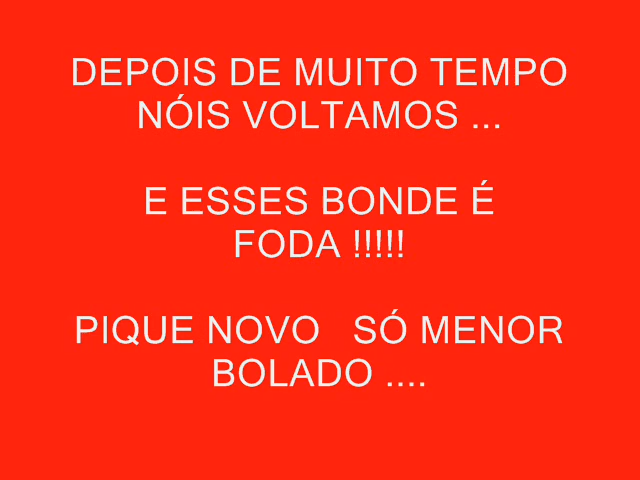 DEPOIS DE MUITO TEMPO
NÓIS VOLTAMOS ...
E ESSES BONDE É
FODA !!!!!
PIQUE NOVO   SÓ MENOR
BOLADO ....